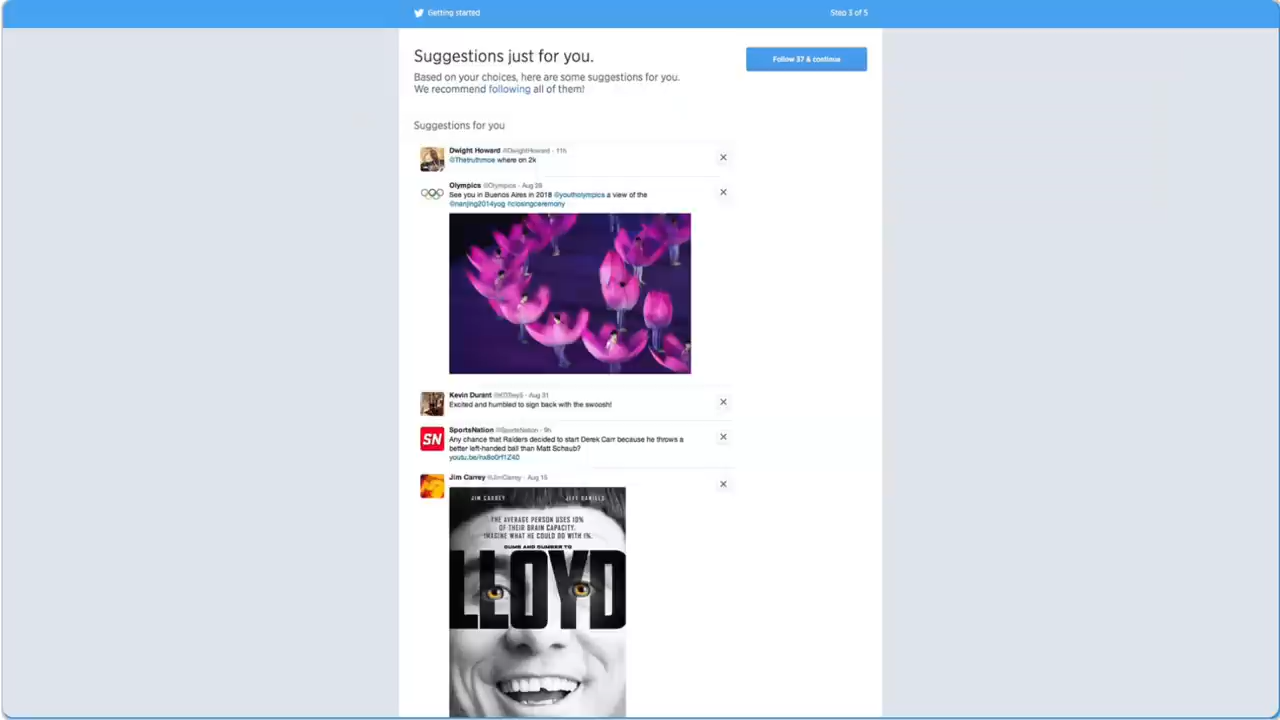 Getting started
Step 3 of 5
Suggestions just for you.
Follow 37 & continue
Based on your choices, here are some suggestions for you.
We recommend following all of them!
Suggestions for you
Dwight Howard @DwightHoward · 11h
@Thetruthmoe where on 2k
Olympics @Olympics · Aug 28
See you in Buenos Aires in 2018 @youtholympics a view of the
@nanjing2014yog #closingceremony
Kevin Durant · Aug 31
Excited and humbled to sign back with the swoosh!
SN
SportsNation @SportsNation · 9h
Any chance that Raiders decided to start Derek Carr because he throws a
better left-handed ball than Matt Schaub?
Jim Carrey @JimCarrey · Aug 15
JIM CARREY JEFF DANIELS
THE AVERAGE PERSON USES 10%
OF THEIR BRAIN CAPACITY.
IMAGINE WHAT HE COULD DO WITH 1%.
DUMB AND DUMBER TO
LLOYD